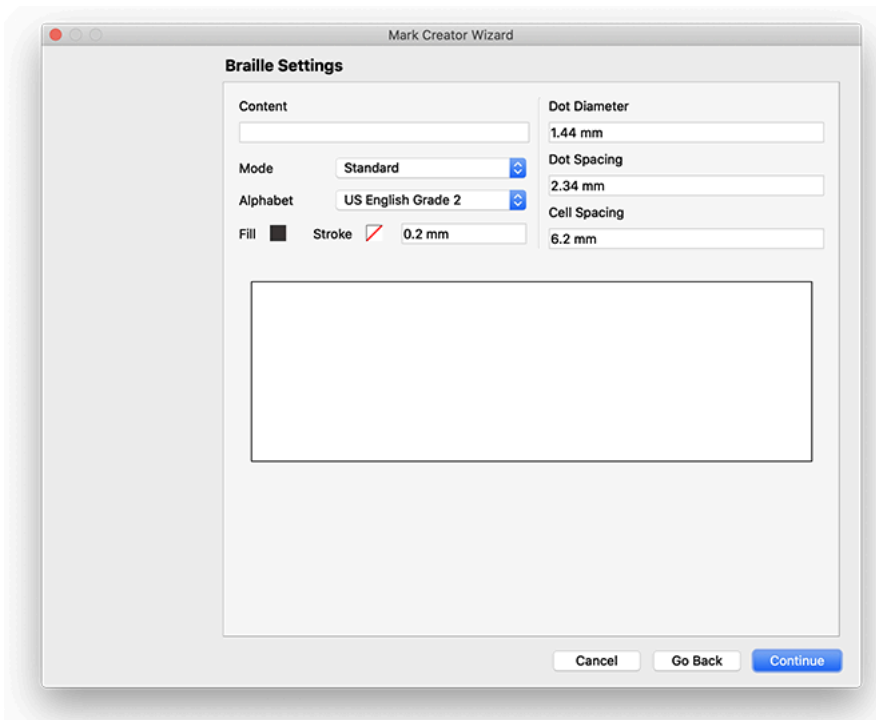 Mark Creator Wizard
Braille Settings
Content
Mode Standard
Alphabet US English Grade 2
Fill Stroke 0.2 mm
Dot Diameter
1.44 mm
Dot Spacing
2.34 mm
Cell Spacing
6.2 mm
Cancel Go Back Continue